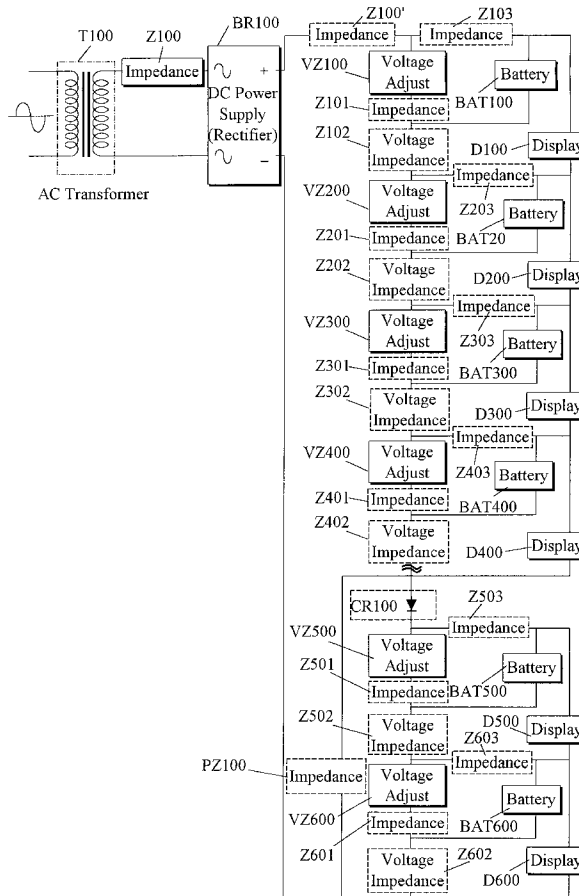 Z100'
Z103
BR100
T100
Z100
Impedance
Impedance
Impedance
VZ100
Voltage
Adjust
Battery
+
DC Power
Supply
(Rectifier)
−
BAT100
Z101
Impedance
Z102
Voltage
Impedance
D100
Display
AC Transformer
Impedance
VZ200
Voltage
Adjust
Z203
Battery
Z201
Impedance
BAT20
Z202
Voltage
Impedance
D200
Display
Impedance
VZ300
Voltage
Adjust
Z303
Battery
Z301
Impedance
BAT300
Z302
Voltage
Impedance
D300
Display
Impedance
VZ400
Voltage
Adjust
Z403
Battery
Z401
Impedance
BAT400
Z402
Voltage
Impedance
D400
Display
CR100
Z503
Impedance
VZ500
Voltage
Adjust
Battery
Z501
Impedance
BAT500
Z502
Voltage
Impedance
D500
Display
Z603
Impedance
PZ100
Impedance
Voltage
Adjust
VZ600
Battery
Impedance
BAT600
Z601
Voltage
Impedance
Z602
D600
Display